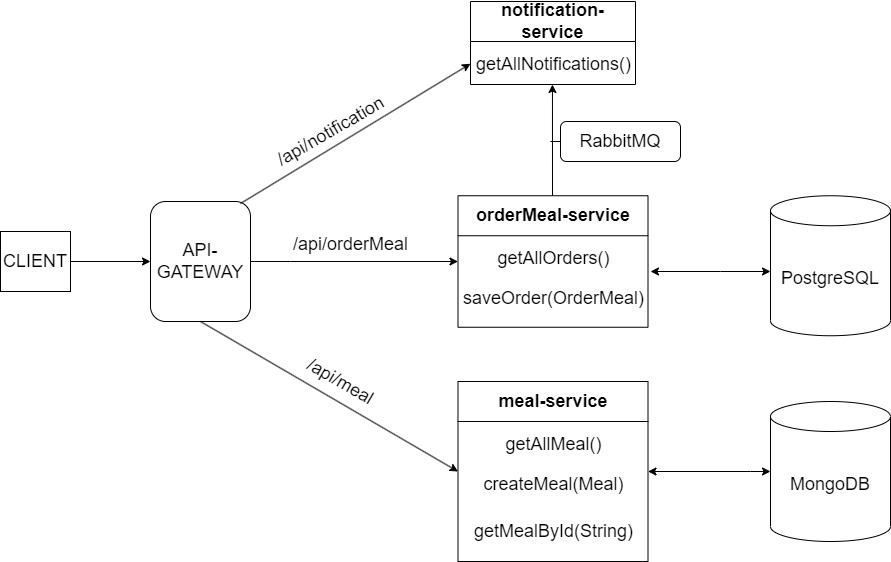 notification-
service
getAllNotifications()
/api/notification
RabbitMQ
orderMeal-service
/api/orderMeal
API-
GATEWAY
CLIENT
getAllOrders()
saveOrder(OrderMeal)
PostgreSQL
/api/meal
meal-service
getAllMeal()
createMeal(Meal)
getMealById(String)
MongoDB